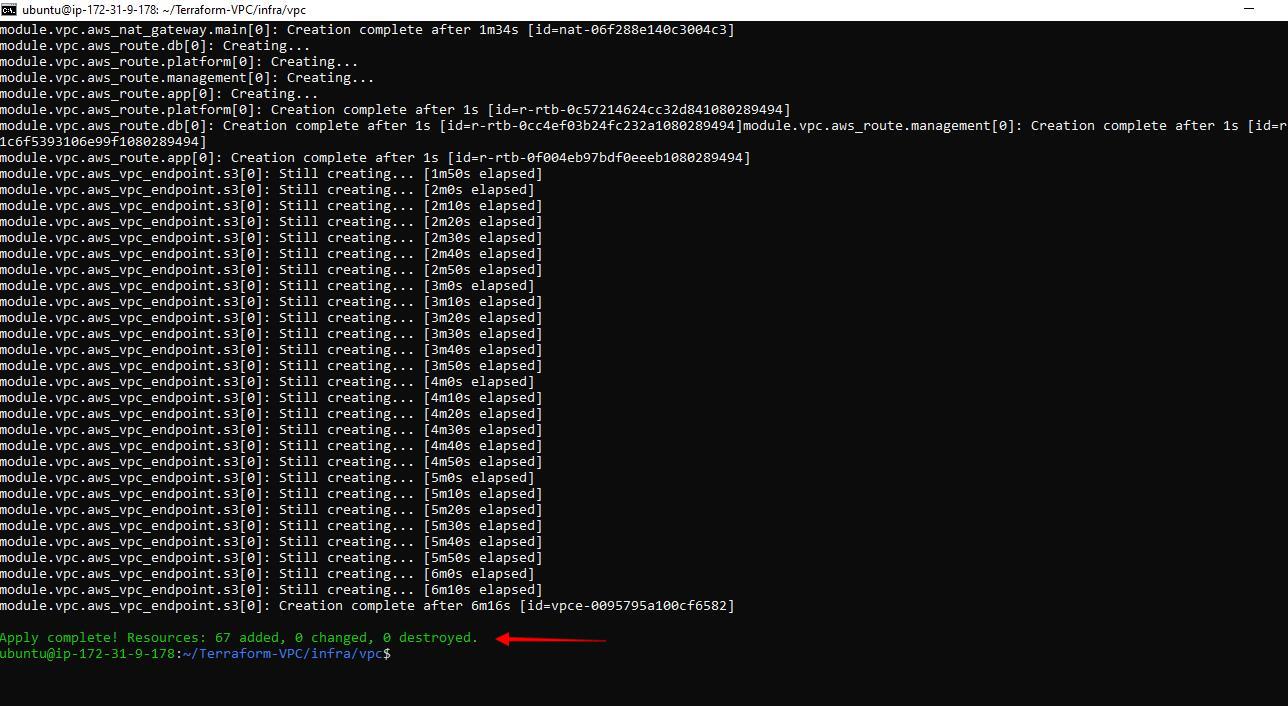 ubuntu@ip-172-31-9-178: ~/Terraform-VPC/infra/vpc
module.vpc.aws_nat_gateway.main[0]: Creation complete after 1m34s [id=nat-06f288e140c3004c3]
module.vpc.aws_route.db[0]: Creating...
module.vpc.aws_route.platform[0]: Creating...
module.vpc.aws_route.management[0]: Creating...
module.vpc.aws_route.app[0]: Creating...
module.vpc.aws_route.platform[0]: Creation complete after 1s [id=r-rtb-0c57214624cc32d841080289494]
module.vpc.aws_route.db[0]: Creation complete after 1s [id=r-rtb-0cc4ef03b24fc232a1080289494]module.vpc.aws_route.management[0]: Creation complete after 1s [id=r
1c6f5393106e99f1080289494]
module.vpc.aws_route.app[0]: Creation complete after 1s [id=r-rtb-0f004eb97bdf0eeeb1080289494]
module.vpc.aws_vpc_endpoint.s3[0]: Still creating... [1m50s elapsed]
module.vpc.aws_vpc_endpoint.s3[0]: Still creating... [2m0s elapsed]
module.vpc.aws_vpc_endpoint.s3[0]: Still creating... [2m10s elapsed]
module.vpc.aws_vpc_endpoint.s3[0]: Still creating... [2m20s elapsed]
module.vpc.aws_vpc_endpoint.s3[0]: Still creating... [2m30s elapsed]
module.vpc.aws_vpc_endpoint.s3[0]: Still creating... [2m40s elapsed]
module.vpc.aws_vpc_endpoint.s3[0]: Still creating... [2m50s elapsed]
module.vpc.aws_vpc_endpoint.s3[0]: Still creating... [3m0s elapsed]
module.vpc.aws_vpc_endpoint.s3[0]: Still creating... [3m10s elapsed]
module.vpc.aws_vpc_endpoint.s3[0]: Still creating... [3m20s elapsed]
module.vpc.aws_vpc_endpoint.s3[0]: Still creating... [3m30s elapsed]
module.vpc.aws_vpc_endpoint.s3[0]: Still creating... [3m40s elapsed]
module.vpc.aws_vpc_endpoint.s3[0]: Still creating... [3m50s elapsed]
module.vpc.aws_vpc_endpoint.s3[0]: Still creating... [4m0s elapsed]
module.vpc.aws_vpc_endpoint.s3[0]: Still creating... [4m10s elapsed]
module.vpc.aws_vpc_endpoint.s3[0]: Still creating... [4m20s elapsed]
module.vpc.aws_vpc_endpoint.s3[0]: Still creating... [4m30s elapsed]
module.vpc.aws_vpc_endpoint.s3[0]: Still creating... [4m40s elapsed]
module.vpc.aws_vpc_endpoint.s3[0]: Still creating... [4m50s elapsed]
module.vpc.aws_vpc_endpoint.s3[0]: Still creating... [5m0s elapsed]
module.vpc.aws_vpc_endpoint.s3[0]: Still creating... [5m10s elapsed]
module.vpc.aws_vpc_endpoint.s3[0]: Still creating... [5m20s elapsed]
module.vpc.aws_vpc_endpoint.s3[0]: Still creating... [5m30s elapsed]
module.vpc.aws_vpc_endpoint.s3[0]: Still creating... [5m40s elapsed]
module.vpc.aws_vpc_endpoint.s3[0]: Still creating... [5m50s elapsed]
module.vpc.aws_vpc_endpoint.s3[0]: Still creating... [6m0s elapsed]
module.vpc.aws_vpc_endpoint.s3[0]: Still creating... [6m10s elapsed]
module.vpc.aws_vpc_endpoint.s3[0]: Creation complete after 6m16s [id=vpce-0095795a100cf6582]
Apply complete! Resources: 67 added, 0 changed, 0 destroyed.
ubuntu@ip-172-31-9-178:~/Terraform-VPC/infra/vpc$